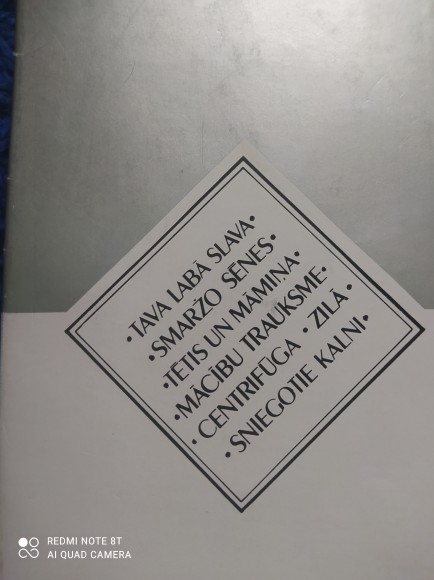 •TAVA LABĀ SLAVA•
•SMARŽO SĒNES•
•TĒTIS UN MĀMIŅA•
•MĀCĪBU TRAUKSME•
•CENTRIFŪGA • ZILĀ•
•SNIEGOTIE KALNI•
REDMI NOTE 8T
AI QUAD CAMERA